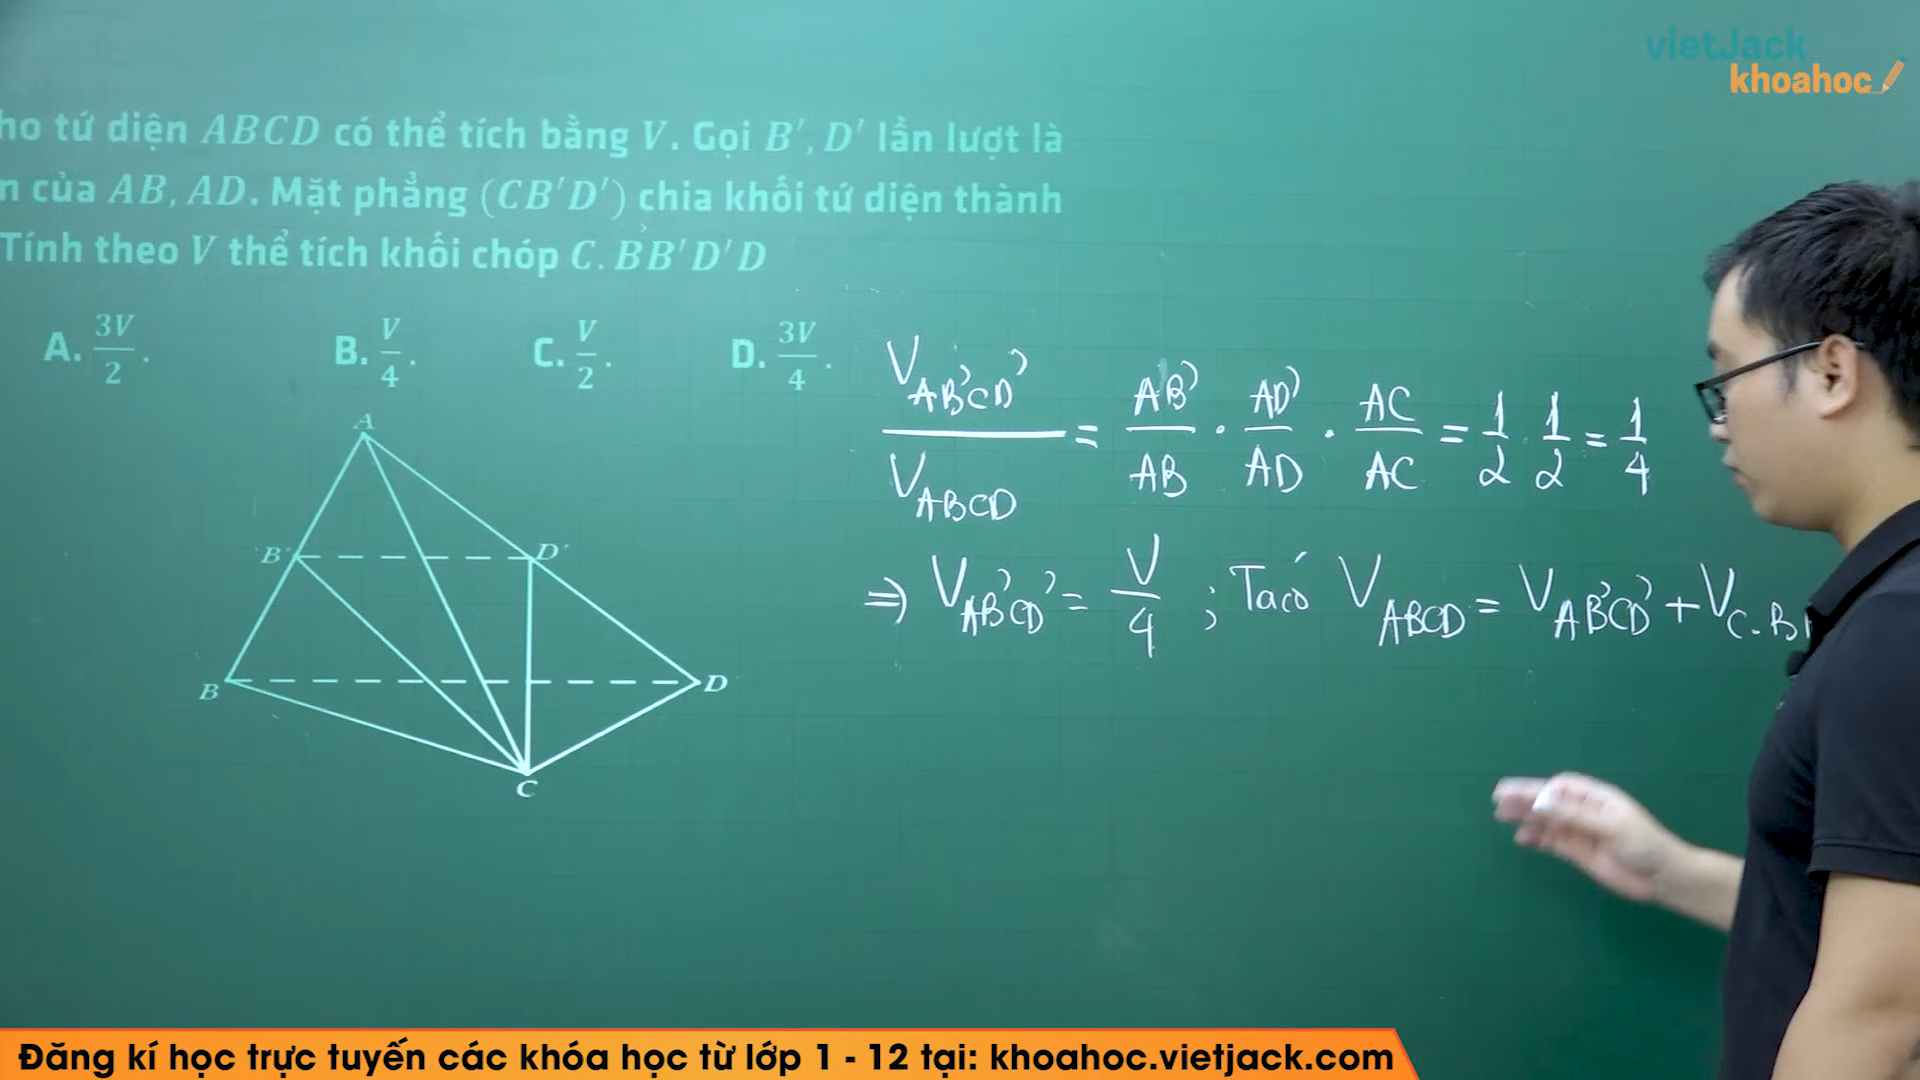 vietJack
khoahoc
ho tứ diện ABCD có thể tích bằng V. Gọi B′, D′ lần lượt là
của AB, AD. Mặt phẳng (CB′D′) chia khối tứ diện thành
Tính theo V thể tích khối chóp C.BB′D′D
A. 3V/2. B. V/4. C. V/2. D. 3V/4.
V_AB'CD' / V_ABCD = AB'/AB . AD'/AD . AC/AC = 1/2 . 1/2 = 1/4
⇒ V_AB'CD' = V/4 ; Ta có V_ABCD = V_AB'CD' + V_C.B
A
B′
D′
B
D
C
Đăng kí học trực tuyến các khóa học từ lớp 1 - 12 tại: khoahoc.vietjack.com